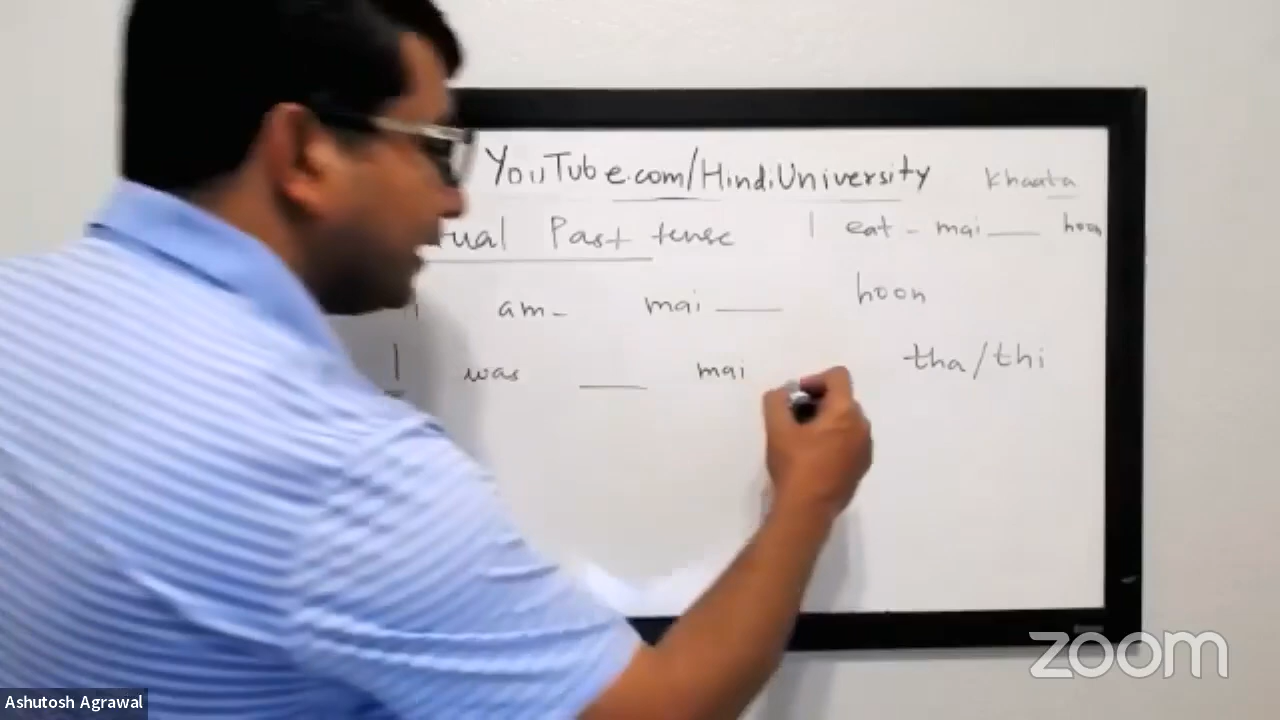 YouTube.com/HindiUniversity Khaata
tual Past tense I eat - mai ___ hoon
am - mai ___ hoon
I was ___ mai tha/thi
zoom
Ashutosh Agrawal